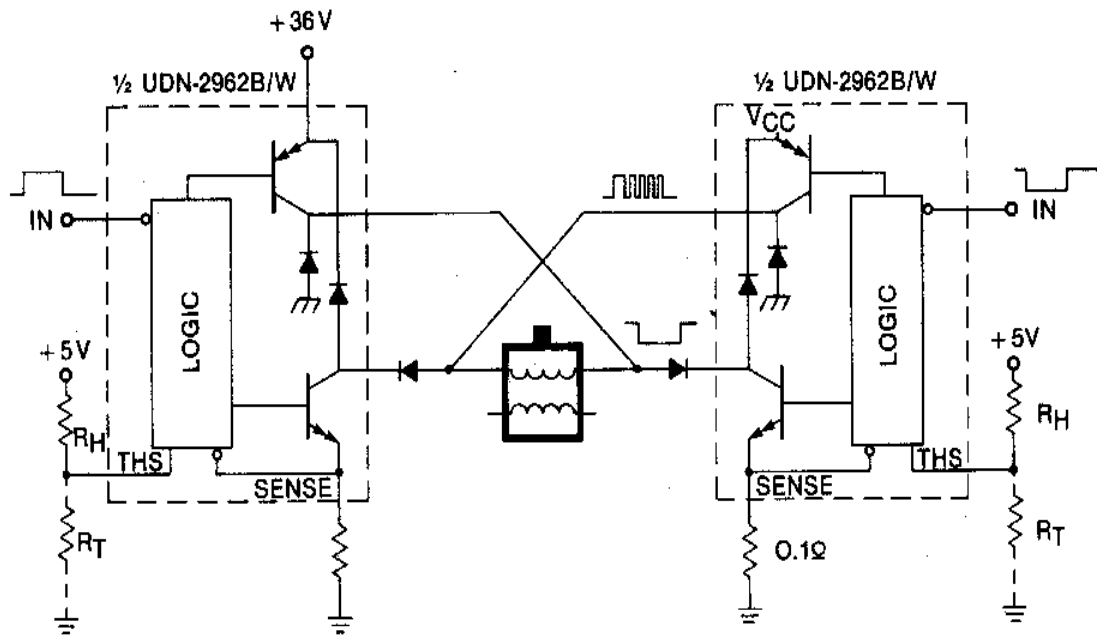 +36V
½ UDN-2962B/W
½ UDN-2962B/W
VCC
IN
IN
LOGIC
LOGIC
+5V
+5V
RH
RH
THS
THS
SENSE
SENSE
RT
0.1Ω
RT